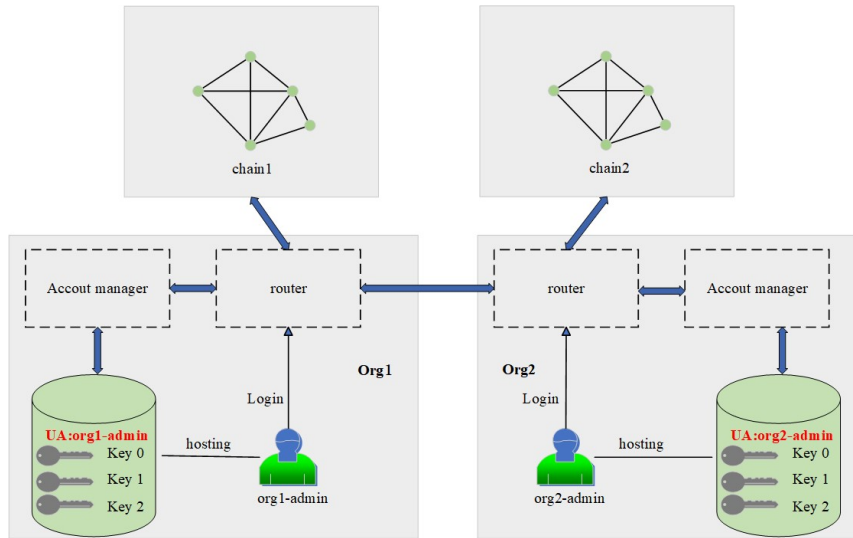 chain1
chain2
Accout manager
router
router
Accout manager
Org1
Org2
Login
Login
UA:org1-admin
Key 0
Key 1
Key 2
hosting
org1-admin
hosting
org2-admin
UA:org2-admin
Key 0
Key 1
Key 2